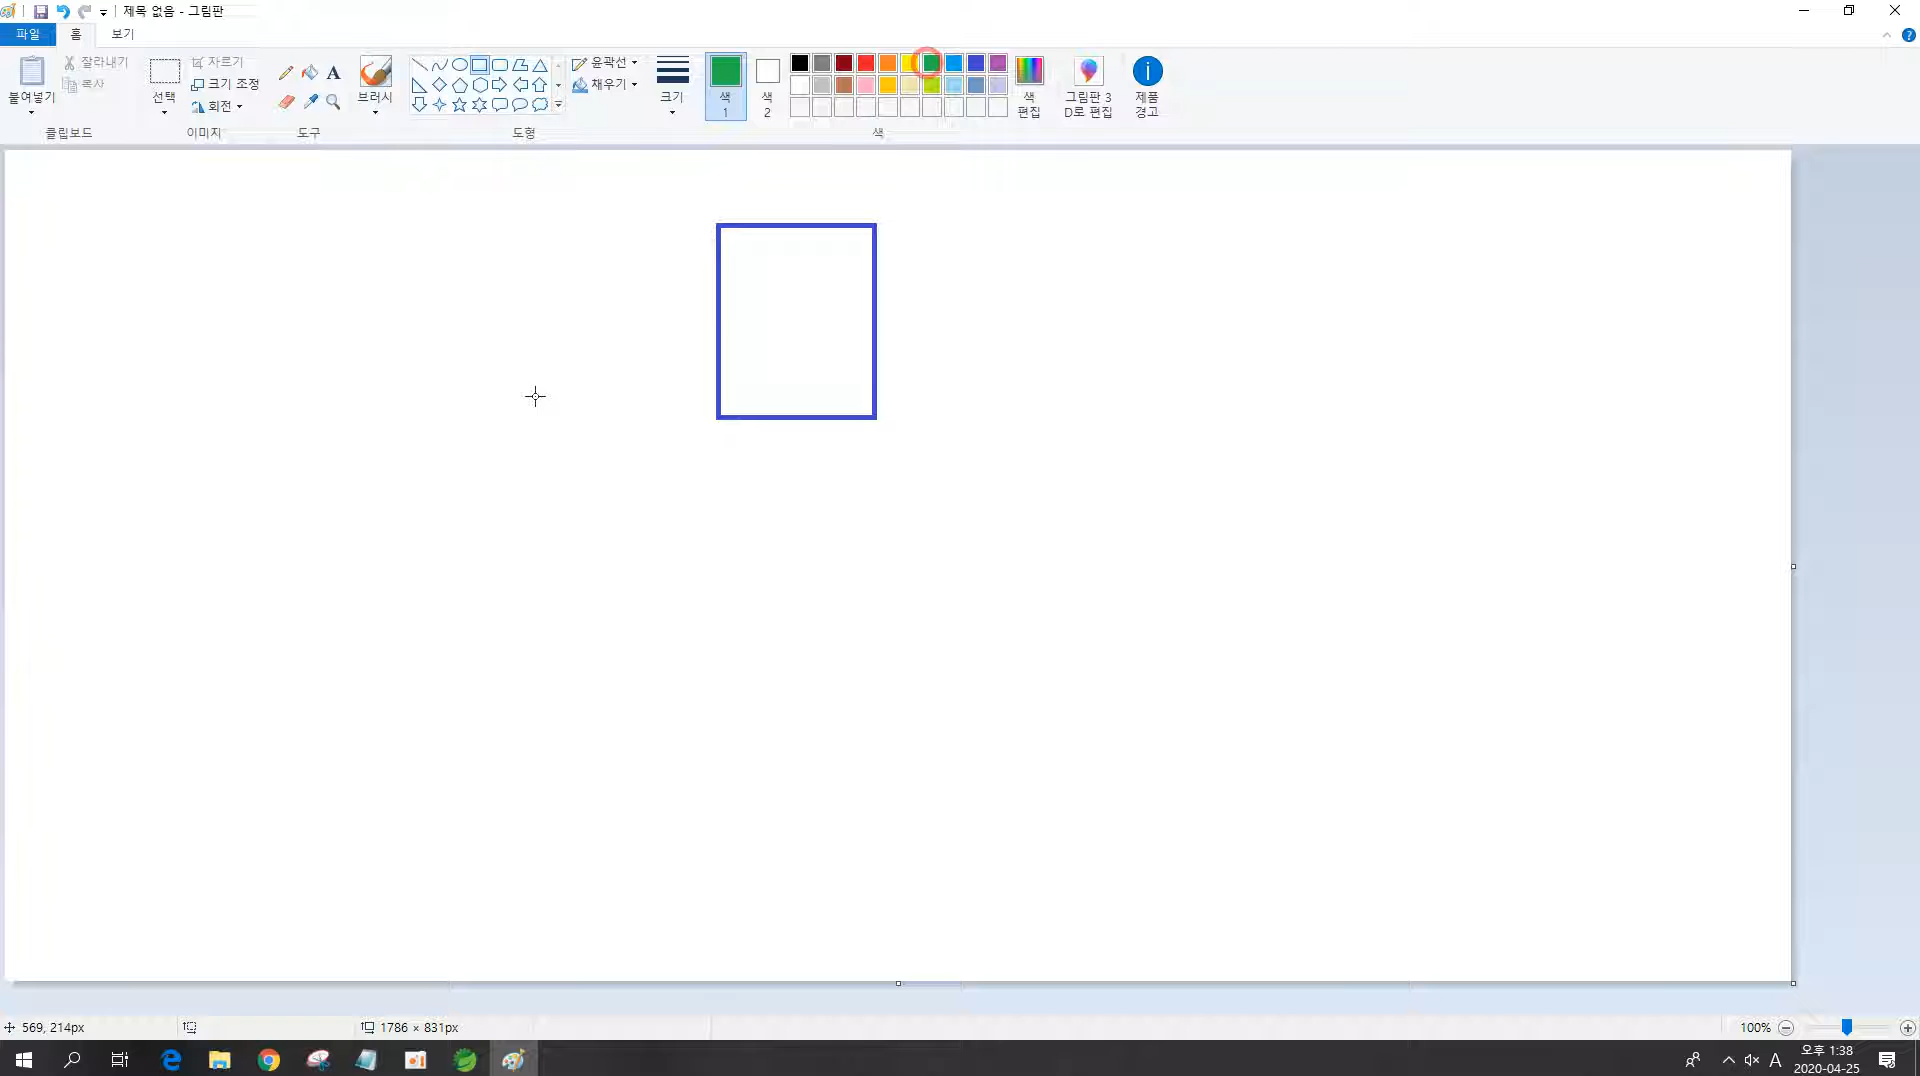 제목 없음 - 그림판
파일 홈 보기
붙여넣기
잘라내기
복사
클립보드
선택
자르기
크기 조정
회전
이미지
A
도구
브러시
도형
윤곽선
채우기
크기
색
1
색
2
색
색
편집
그림판 3
D로 편집
제품
경고
569, 214px
1786 × 831px
100%
A
오후 1:38
2020-04-25